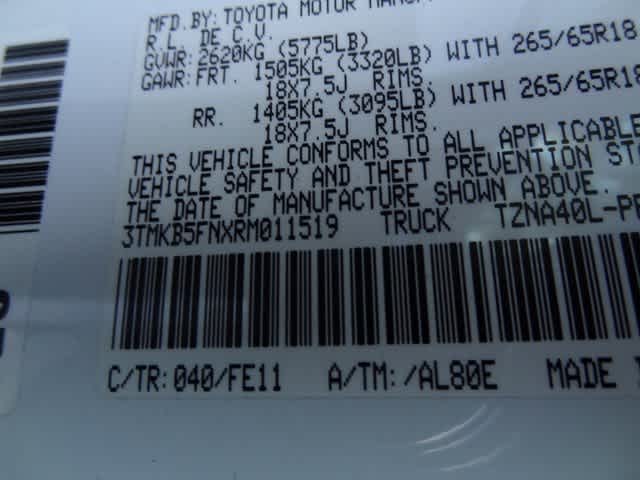 MFD.BY: TOYOTA MOTOR
R.L. DE C.V.
GVWR: 2620KG (5775LB)
GAWR: FRT. 1505KG (3320LB) WITH 265/65R18
18X7.5J RIMS.
RR. 1405KG (3095LB) WITH 265/65R18
18X7.5J RIMS.
THIS VEHICLE CONFORMS TO ALL APPLICABLE
VEHICLE SAFETY AND THEFT PREVENTION
THE DATE OF MANUFACTURE SHOWN ABOVE.
3TMKB5FNXRM011519 TRUCK TZNA40L-
C/TR: 040/FE11 A/TM: /AL80E MADE